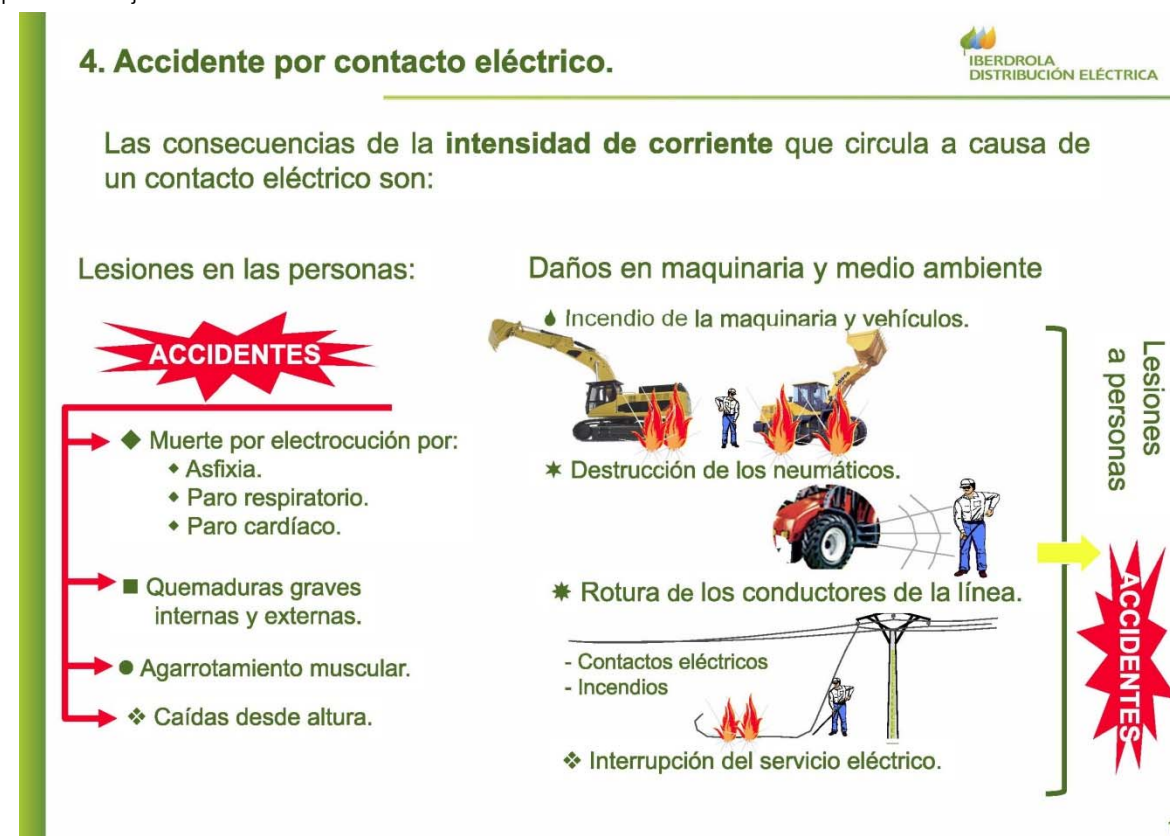 4. Accidente por contacto eléctrico.
IBERDROLA
DISTRIBUCIÓN ELÉCTRICA
Las consecuencias de la intensidad de corriente que circula a causa de
un contacto eléctrico son:
Lesiones en las personas:
ACCIDENTES
◆ Muerte por electrocución por:
◆ Asfixia.
◆ Paro respiratorio.
◆ Paro cardíaco.
■ Quemaduras graves
internas y externas.
● Agarrotamiento muscular.
❖ Caídas desde altura.
Daños en maquinaria y medio ambiente
Incendio de la maquinaria y vehículos.
✶ Destrucción de los neumáticos.
✷ Rotura de los conductores de la línea.
- Contactos eléctricos
- Incendios
❖ Interrupción del servicio eléctrico.
Lesiones
a personas
ACCIDENTES